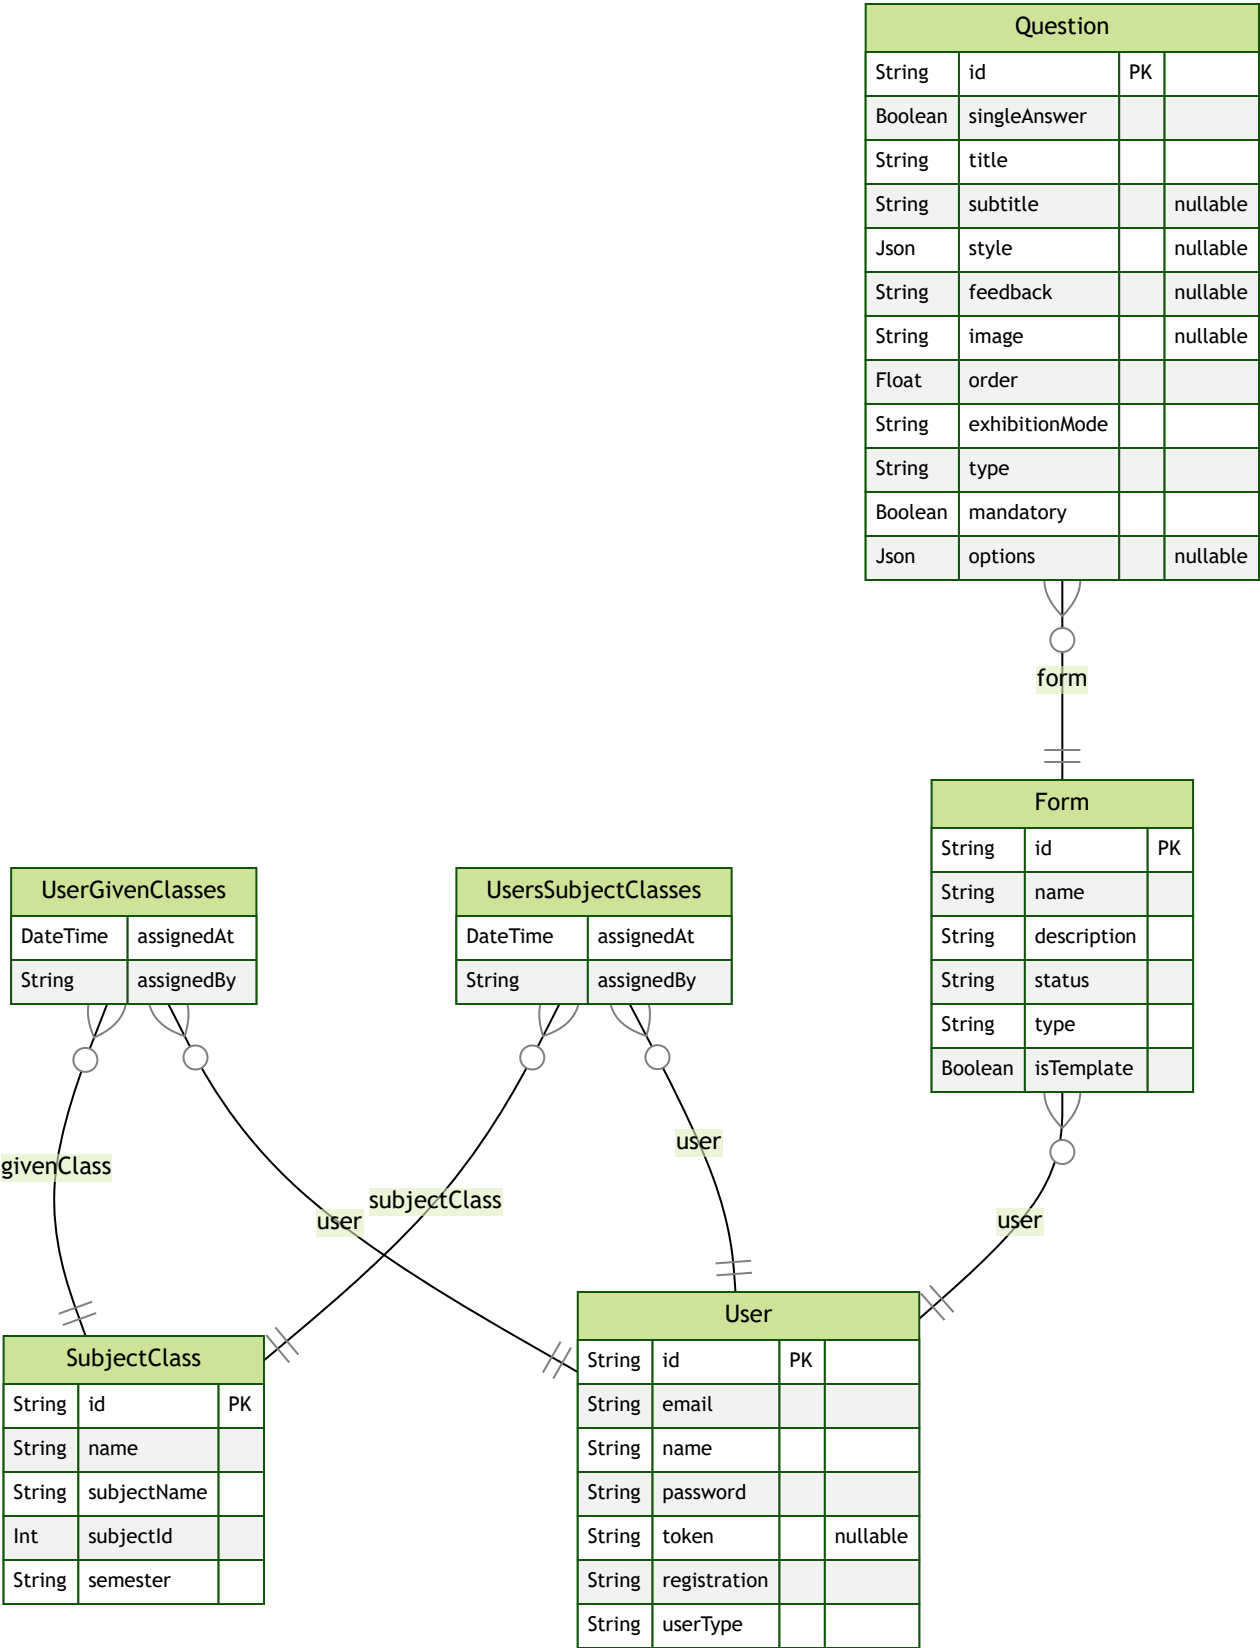 Question
String id PK
Boolean singleAnswer
String title
String subtitle nullable
Json style nullable
String feedback nullable
String image nullable
Float order
String exhibitionMode
String type
Boolean mandatory
Json options nullable
form
Form
String id PK
String name
String description
String status
String type
Boolean isTemplate
UserGivenClasses
DateTime assignedAt
String assignedBy
UsersSubjectClasses
DateTime assignedAt
String assignedBy
givenClass
user
subjectClass
user
user
SubjectClass
String id PK
String name
String subjectName
Int subjectId
String semester
User
String id PK
String email
String name
String password
String token nullable
String registration
String userType